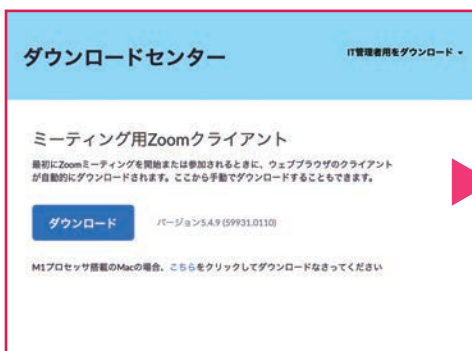 ダウンロードセンター
IT管理者用をダウンロード
ミーティング用Zoomクライアント
最初にZoomミーティングを開始または参加されるときに、ウェブブラウザのクライアント
が自動的にダウンロードされます。ここから手動でダウンロードすることもできます。
ダウンロード
バージョン5.4.9 (59931.0110)
M1プロセッサ搭載のMacの場合、こちらをクリックしてダウンロードなさってください